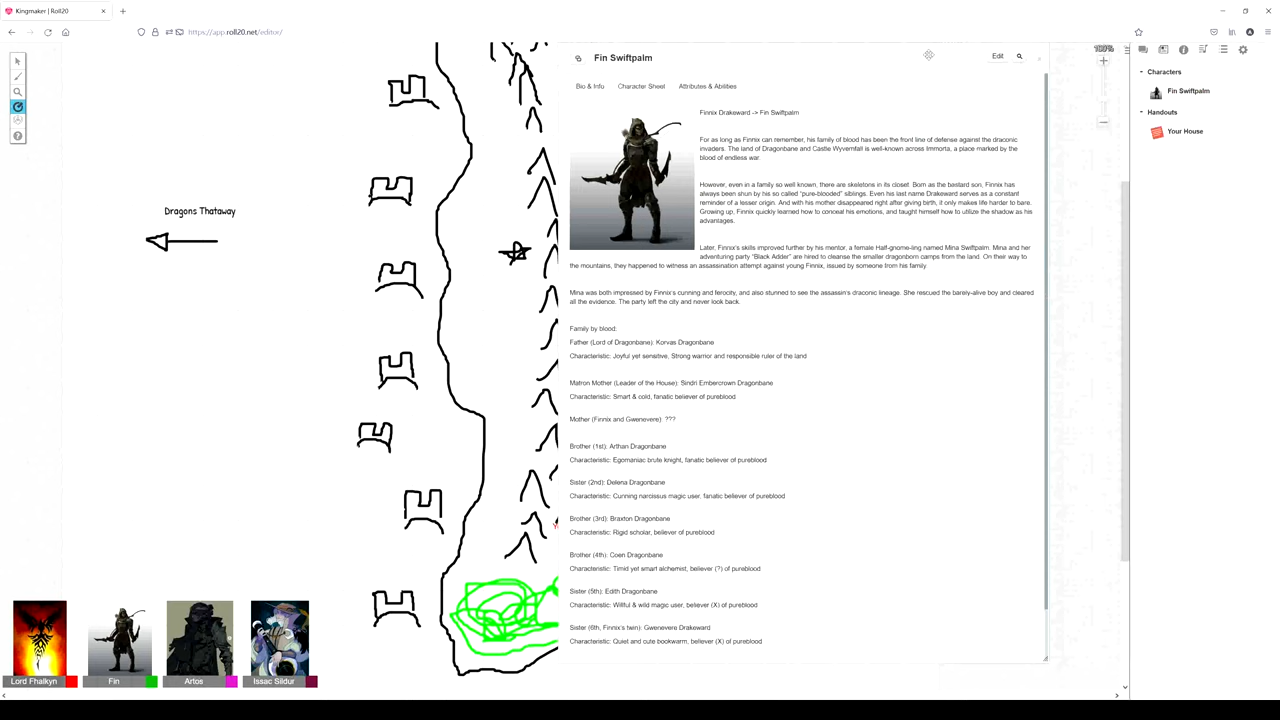 Kingmaker | Roll20
https://app.roll20.net/editor/
100%
Dragons Thataway
Fin Swiftpalm
Edit
Bio & Info
Character Sheet
Attributes & Abilities
Finnix Drakeward -> Fin Swiftpalm
For as long as Finnix can remember, his family of blood has been the front line of defense against the draconic
invaders. The land of Dragonbane and Castle Wyvernfall is well-known across Immorta, a place marked by the
blood of endless war.
However, even in a family so well known, there are skeletons in its closet. Born as the bastard son, Finnix has
always been shun by his so called "pure-blooded" siblings. Even his last name Drakeward serves as a constant
reminder of a lesser origin. And with his mother disappeared right after giving birth, it only makes life harder to bare.
Growing up, Finnix quickly learned how to conceal his emotions, and taught himself how to utilize the shadow as his
advantages.
Later, Finnix's skills improved further by his mentor, a female Half-gnome-ling named Mina Swiftpalm. Mina and her
adventuring party "Black Adder" are hired to cleanse the smaller dragonborn camps from the land. On their way to
the mountains, they happened to witness an assassination attempt against young Finnix, issued by someone from his family.
Mina was both impressed by Finnix's cunning and ferocity, and also stunned to see the assassin's draconic lineage. She rescued the barely-alive boy and cleared
all the evidence. The party left the city and never look back.
Family by blood:
Father (Lord of Dragonbane): Korvas Dragonbane
Characteristic: Joyful yet sensitive, Strong warrior and responsible ruler of the land
Matron Mother (Leader of the House): Sindri Embercrown Dragonbane
Characteristic: Smart & cold, fanatic believer of pureblood
Mother (Finnix and Gwenevere): ???
Brother (1st): Arthan Dragonbane
Characteristic: Egomaniac brute knight, fanatic believer of pureblood
Sister (2nd): Delena Dragonbane
Characteristic: Cunning narcissus magic user, fanatic believer of pureblood
Brother (3rd): Braxton Dragonbane
Characteristic: Rigid scholar, believer of pureblood
Brother (4th): Coen Dragonbane
Characteristic: Timid yet smart alchemist, believer (?) of pureblood
Sister (5th): Edith Dragonbane
Characteristic: Willful & wild magic user, believer (X) of pureblood
Sister (6th, Finnix's twin): Gwenevere Drakeward
Characteristic: Quiet and cute bookwarm, believer (X) of pureblood
Characters
Fin Swiftpalm
Handouts
Your House
Lord Fhalkyn
Fin
Artos
Issac Sildur